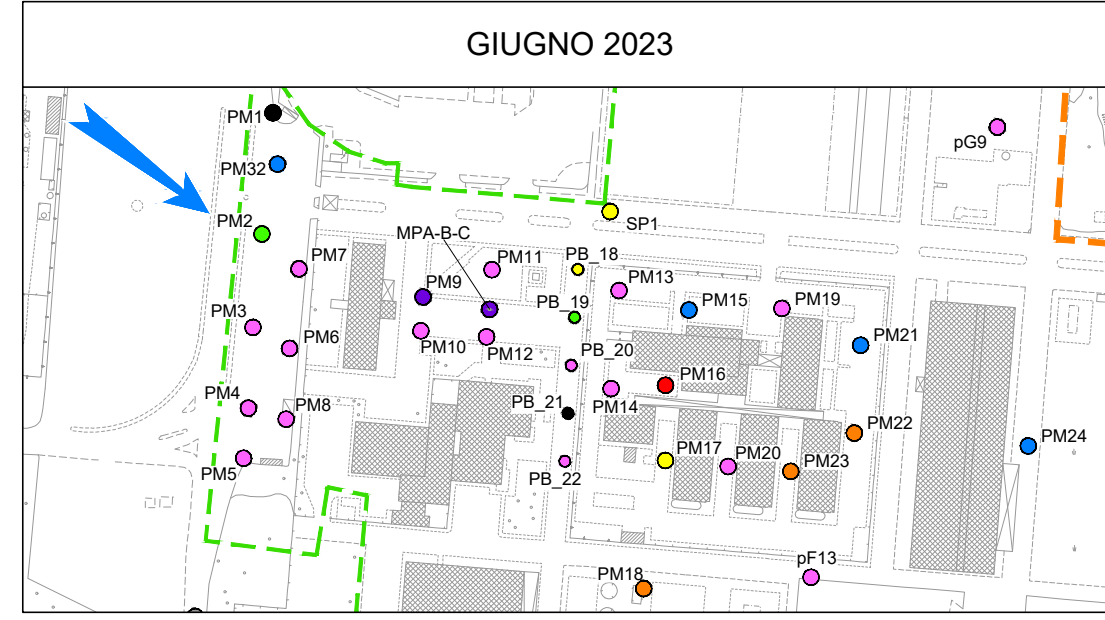 GIUGNO 2023
PM1
pG9
PM32
PM2
SP1
MPA-B-C
PM11
PB_18
PM7
PM13
PM9
PB_19
PM15
PM19
PM3
PM6
PM10
PM12
PB_20
PM21
PM16
PM4
PM8
PB_21
PM14
PM22
PM24
PM5
PM17
PM20
PM23
PB_22
pF13
PM18